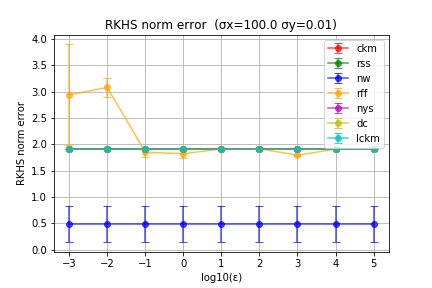 RKHS norm error (σx=100.0 σy=0.01)
RKHS norm error
4.0
3.5
3.0
2.5
2.0
1.5
1.0
0.5
0.0
ckm
rss
nw
rff
nys
dc
lckm
−3 −2 −1 0 1 2 3 4 5
log10(ε)